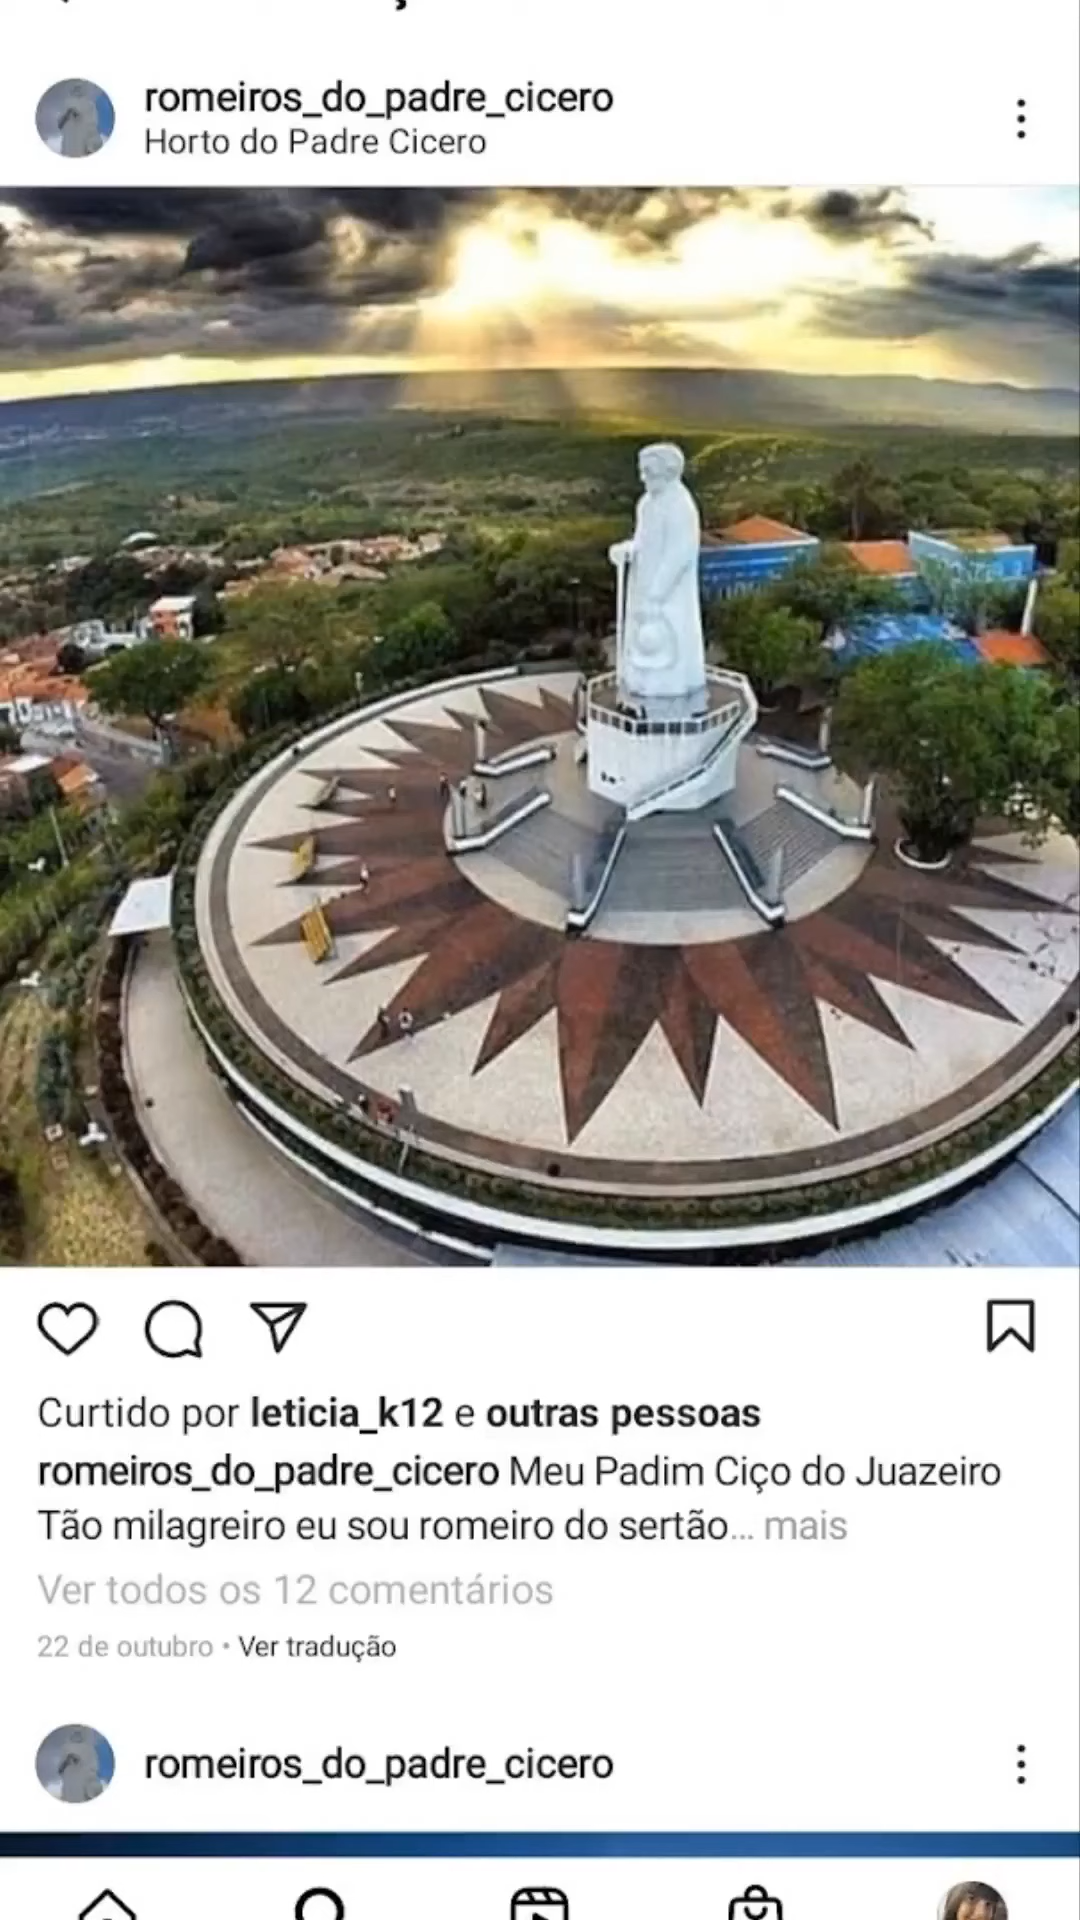 romeiros_do_padre_cicero
Horto do Padre Cicero
Curtido por leticia_k12 e outras pessoas
romeiros_do_padre_cicero Meu Padim Ciço do Juazeiro
Tão milagreiro eu sou romeiro do sertão... mais
Ver todos os 12 comentários
22 de outubro • Ver tradução
romeiros_do_padre_cicero